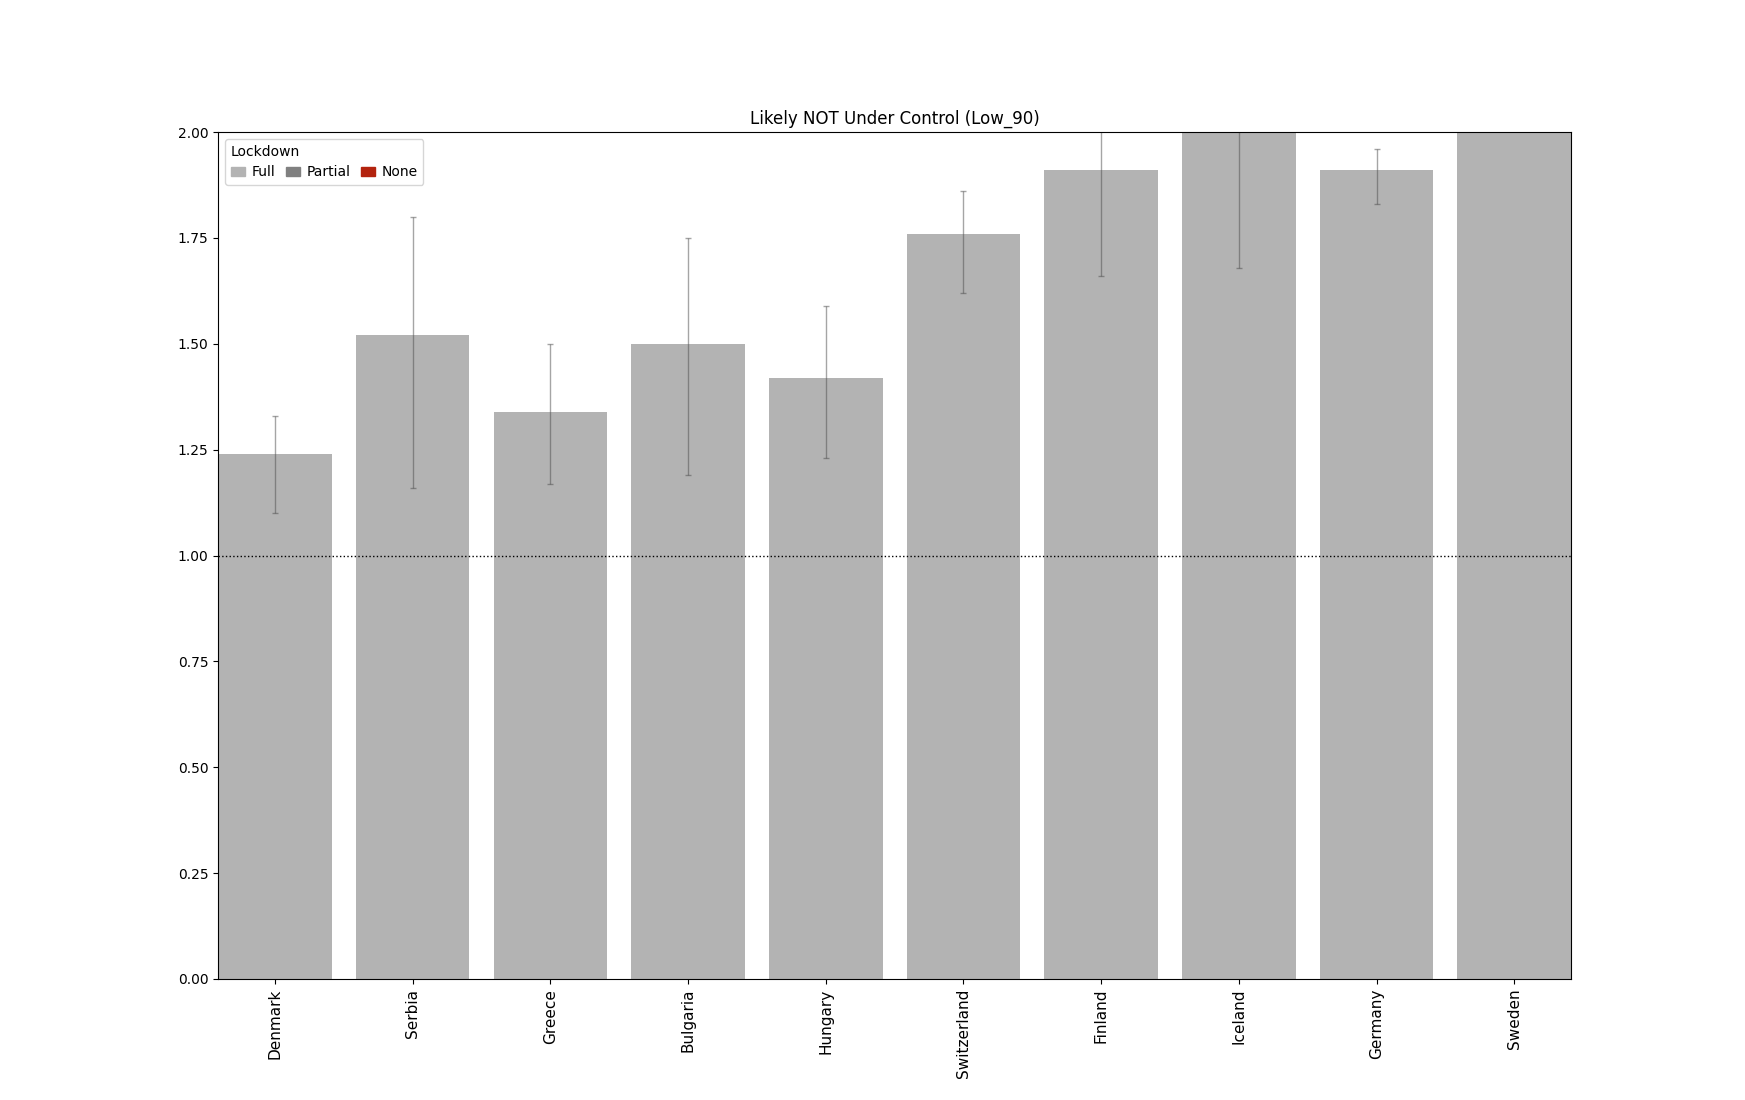 Likely NOT Under Control (Low_90)
Lockdown
Full Partial None
2.00
1.75
1.50
1.25
1.00
0.75
0.50
0.25
0.00
Denmark
Serbia
Greece
Bulgaria
Hungary
Switzerland
Finland
Iceland
Germany
Sweden